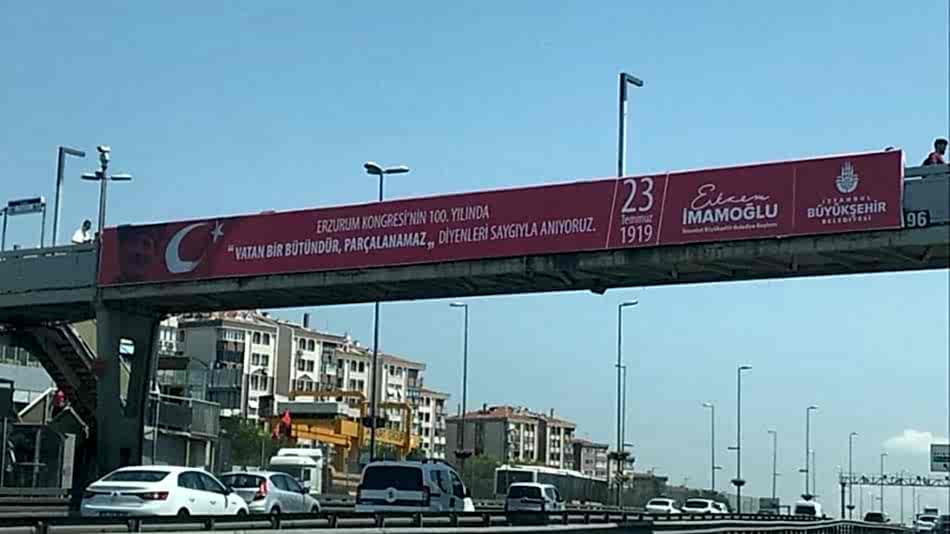 ERZURUM KONGRESİ'NİN 100. YILINDA
"VATAN BİR BÜTÜNDÜR, PARÇALANAMAZ„ DİYENLERİ SAYGIYLA ANIYORUZ.
23
Temmuz
1919
Ekrem
İMAMOĞLU
İstanbul Büyükşehir Belediye Başkanı
İSTANBUL
BÜYÜKŞEHİR
BELEDİYESİ
96